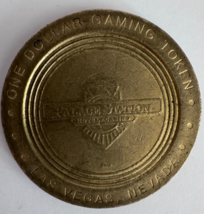 • ONE DOLLAR GAMING TOKEN •
PALACE STATION
• LAS VEGAS, NEVADA •